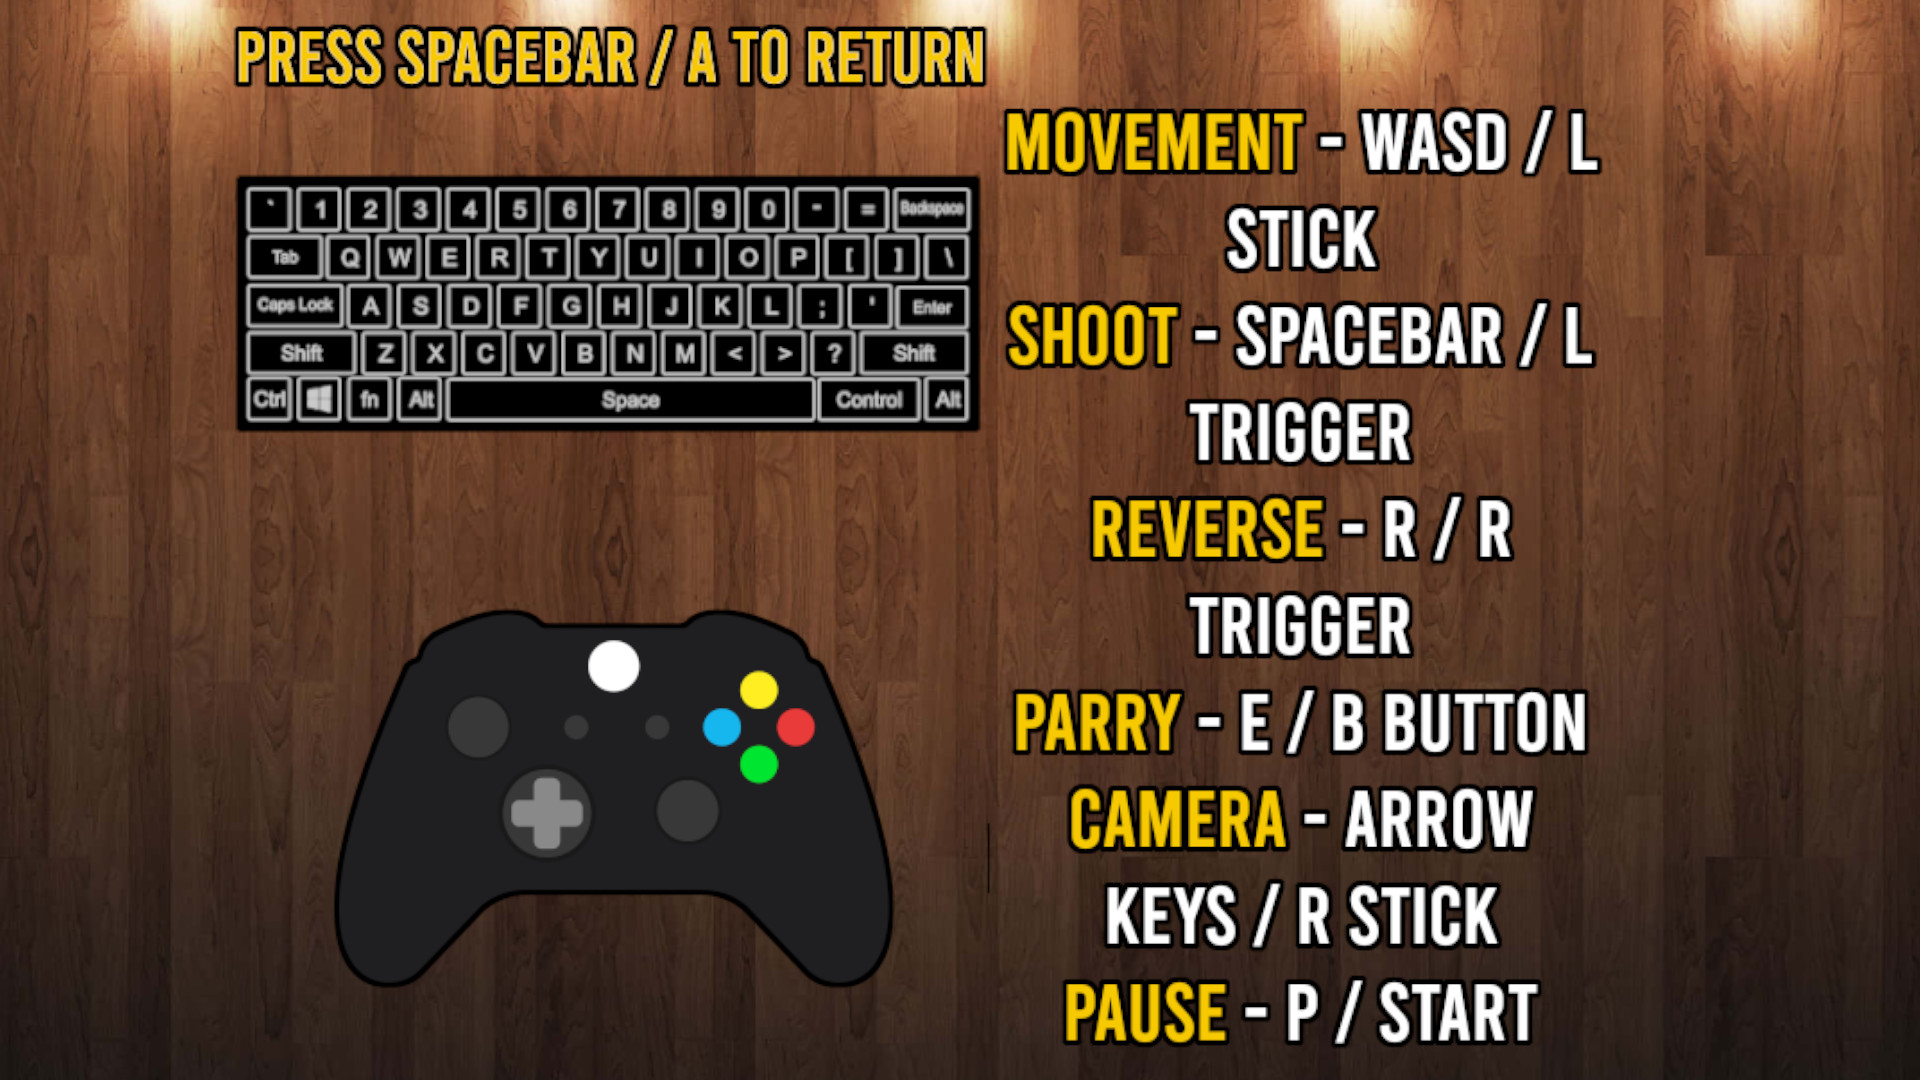 PRESS SPACEBAR / A TO RETURN
` 1 2 3 4 5 6 7 8 9 0 - = Backspace
Tab Q W E R T Y U I O P [ ] \
Caps Lock A S D F G H J K L ; ' Enter
Shift Z X C V B N M < > ? Shift
Ctrl fn Alt Space Control Alt
MOVEMENT - WASD / L
STICK
SHOOT - SPACEBAR / L
TRIGGER
REVERSE - R / R
TRIGGER
PARRY - E / B BUTTON
CAMERA - ARROW
KEYS / R STICK
PAUSE - P / START